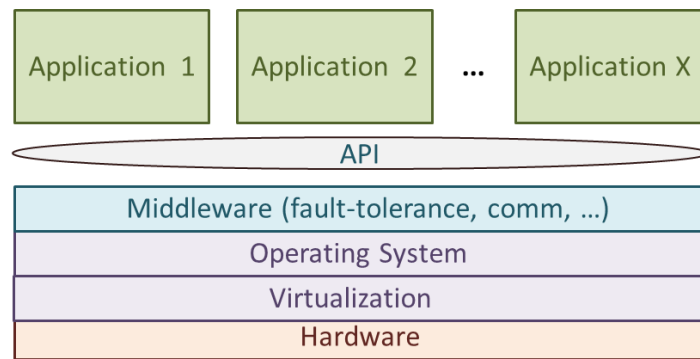 Application 1
Application 2
...
Application X
API
Middleware (fault-tolerance, comm, ...)
Operating System
Virtualization
Hardware